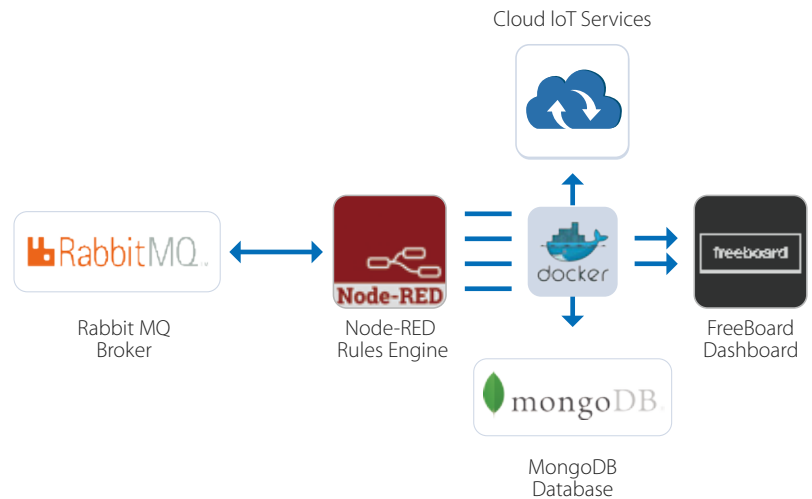 Cloud IoT Services
RabbitMQ
Node-RED
docker
freeboard
Rabbit MQ
Broker
Node-RED
Rules Engine
FreeBoard
Dashboard
mongoDB
MongoDB
Database